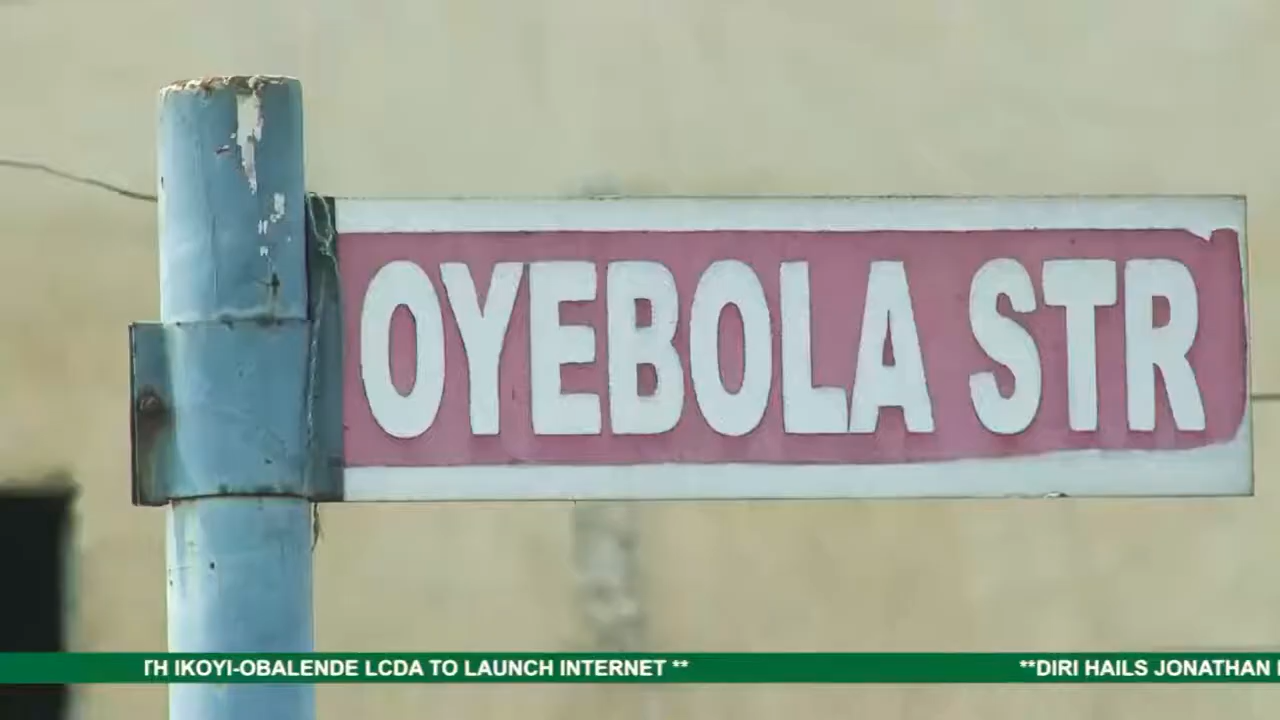 OYEBOLA STR
IKOYI-OBALENDE LCDA TO LAUNCH INTERNET ** **DIRI HAILS JONATHAN